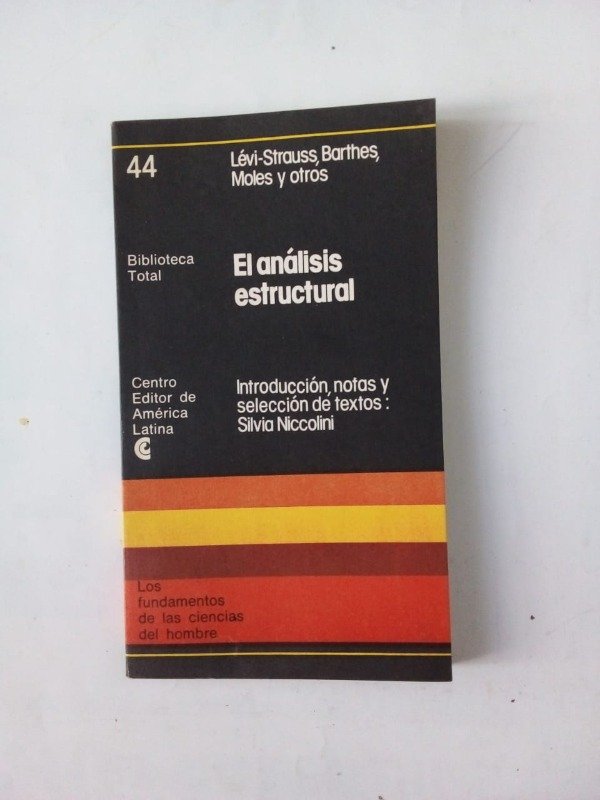 44
Lévi-Strauss, Barthes,
Moles y otros
Biblioteca
Total
El análisis
estructural
Centro
Editor de
América
Latina
Introducción, notas y
selección de textos:
Silvia Niccolini
Los
fundamentos
de las ciencias
del hombre